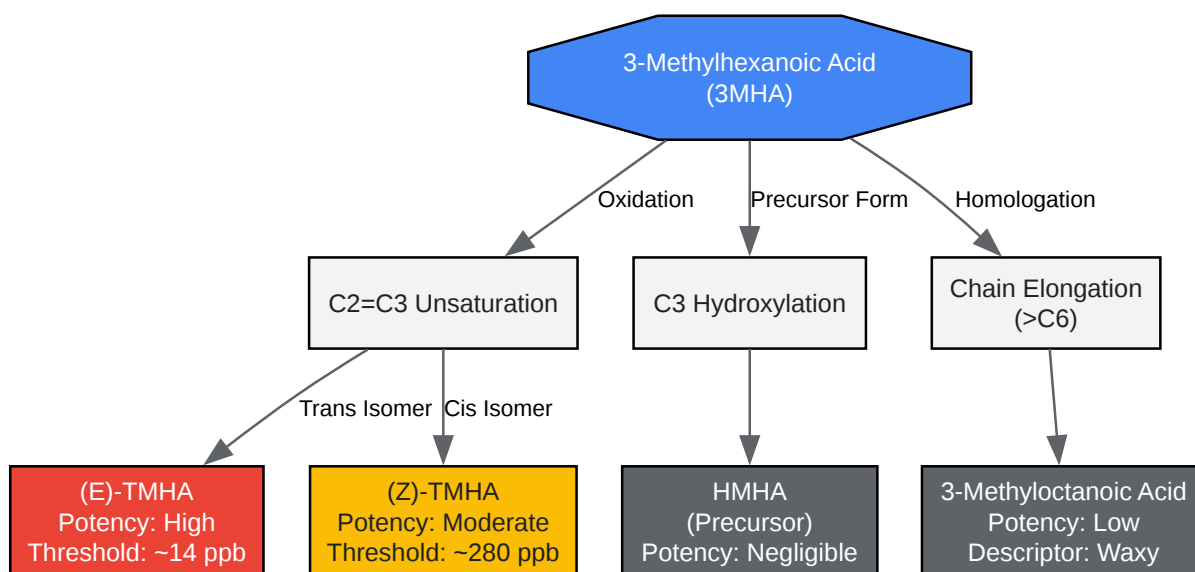 3-Methylhexanoic Acid
(3MHA)
Oxidation
Precursor Form
Homologation
C2=C3 Unsaturation
C3 Hydroxylation
Chain Elongation
(>C6)
Trans Isomer
Cis Isomer
(E)-TMHA
Potency: High
Threshold: ~14 ppb
(Z)-TMHA
Potency: Moderate
Threshold: ~280 ppb
HMHA
(Precursor)
Potency: Negligible
3-Methyloctanoic Acid
Potency: Low
Descriptor: Waxy